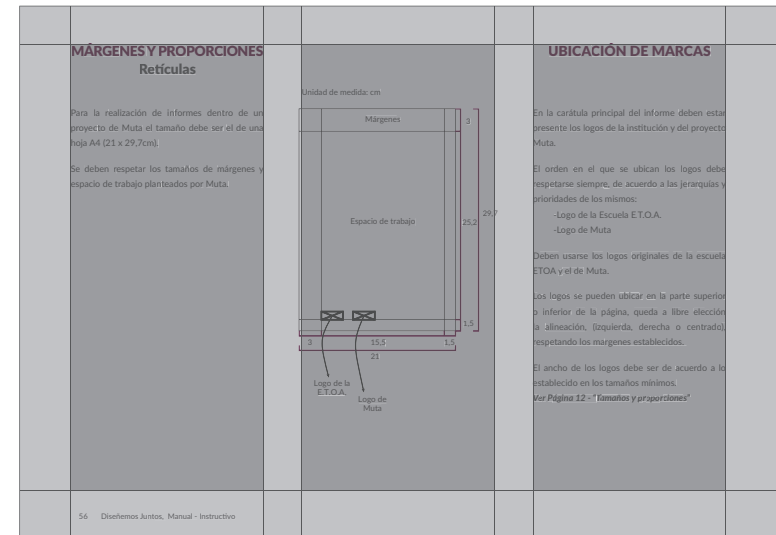 MÁRGENES Y PROPORCIONES
Retículas
Para la realización de informes dentro de un
proyecto de Muta el tamaño debe ser el de una
hoja A4 (21 x 29,7cm).
Se deben respetar los tamaños de márgenes y
espacio de trabajo planteados por Muta.
Unidad de medida: cm
Márgenes
3
Espacio de trabajo
25,2
29,7
1,5
3
15,5
1,5
21
Logo de la
E.T.O.A.
Logo de
Muta
UBICACIÓN DE MARCAS
En la carátula principal del informe deben estar
presente los logos de la institución y del proyecto
Muta.
El orden en el que se ubican los logos debe
respetarse siempre, de acuerdo a las jerarquías y
prioridades de los mismos:
-Logo de la Escuela E.T.O.A.
-Logo de Muta
Deben usarse los logos originales de la escuela
ETOA y el de Muta.
Los logos se pueden ubicar en la parte superior
o inferior de la página, queda a libre elección
la alineación, (izquierda, derecha o centrado),
respetando los margenes establecidos.
El ancho de los logos debe ser de acuerdo a lo
establecido en los tamaños mínimos.
Ver Página 12 - "Tamaños y proporciones"
56 Diseñemos Juntos, Manual - Instructivo